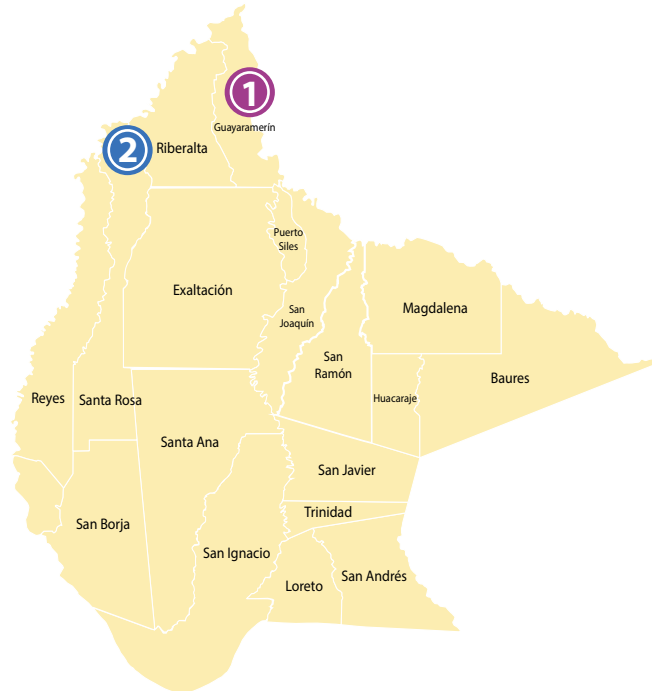 1
Guayaramerín
2
Riberalta
Puerto
Siles
Exaltación
San
Joaquín
Magdalena
San
Ramón
Baures
Reyes
Santa Rosa
Huacaraje
Santa Ana
San Javier
Trinidad
San Borja
San Ignacio
San Andrés
Loreto